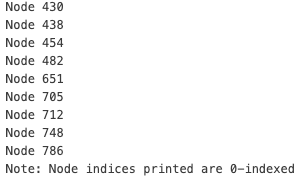 Node 430
Node 438
Node 454
Node 482
Node 651
Node 705
Node 712
Node 748
Node 786
Note: Node indices printed are 0-indexed